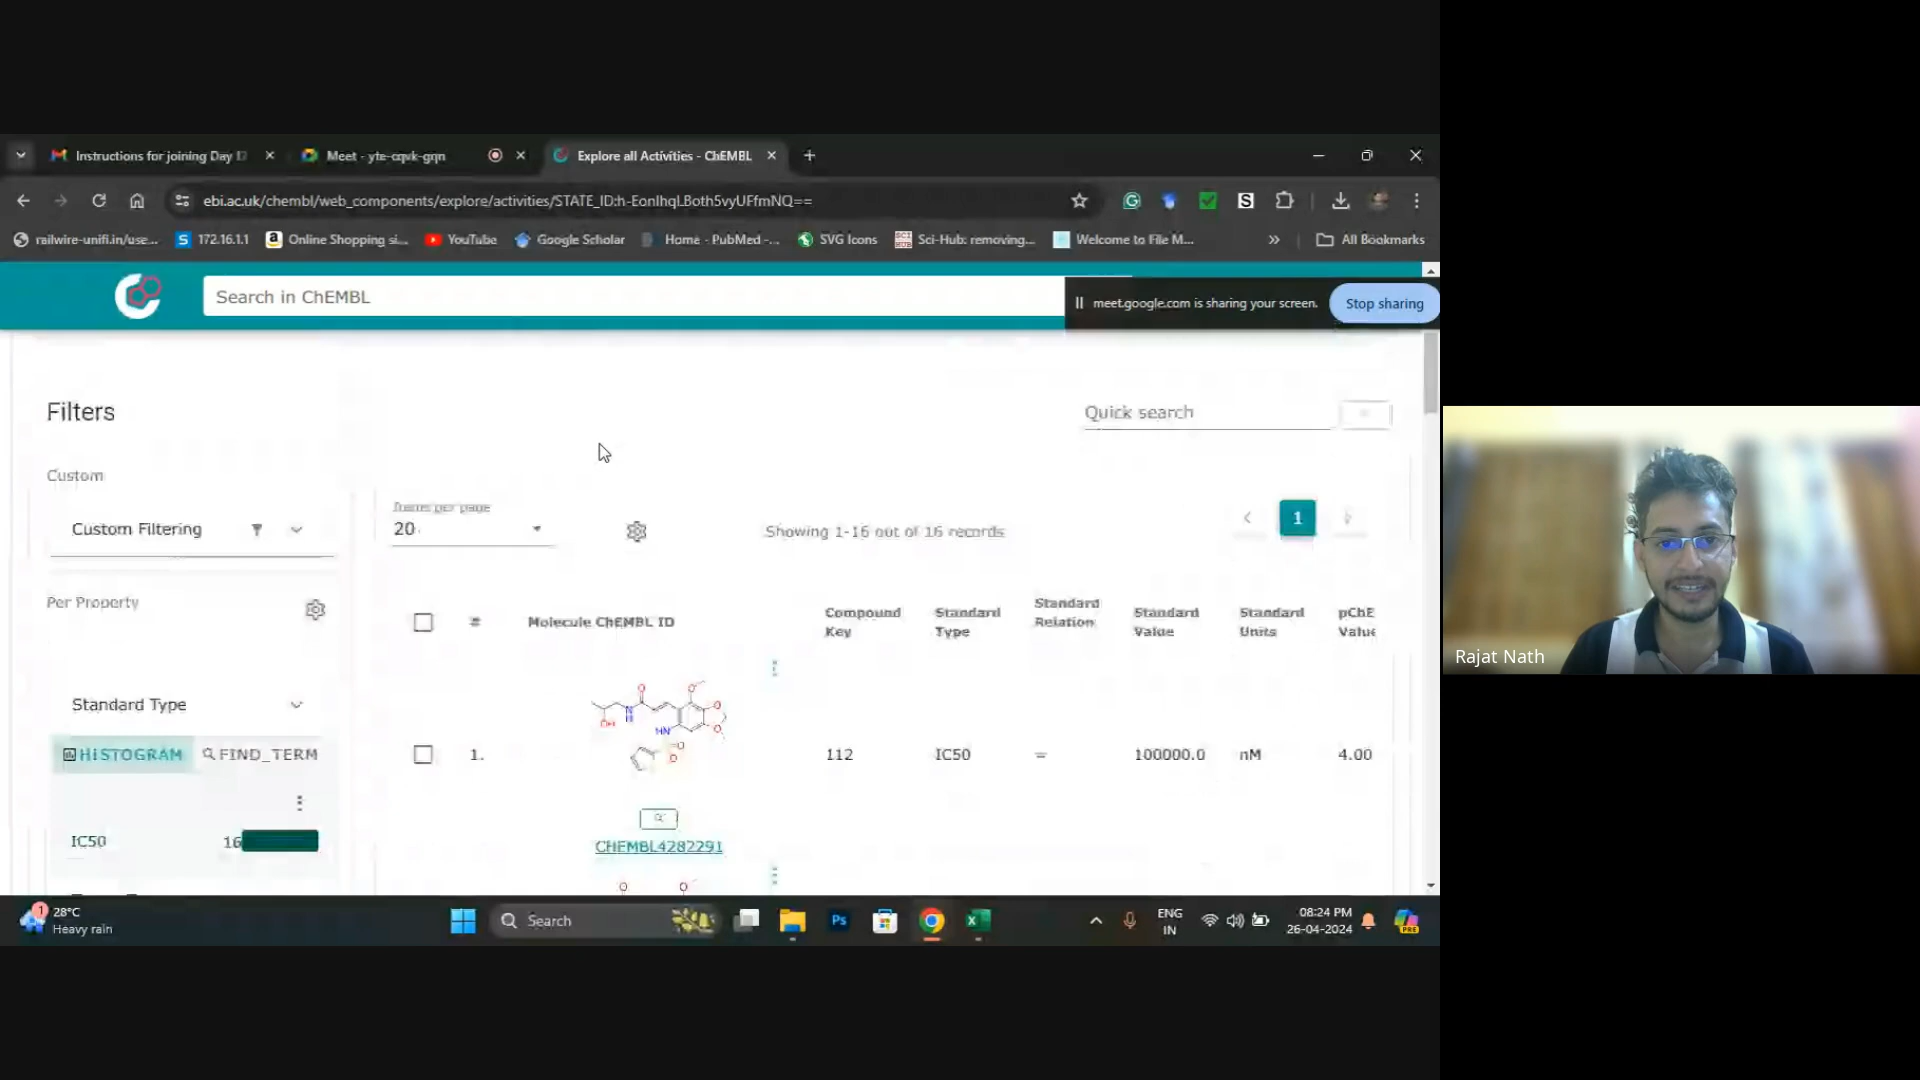 Instructions for joining Day 1
Meet - yte-cqvk-gqn
Explore all Activities - ChEMBL
ebi.ac.uk/chembl/web_components/explore/activities/STATE_ID:h-EonlhqLBoth5vyUFfmNQ==
railwire-unifi.in/use...
172.16.1.1
Online Shopping si...
YouTube
Google Scholar
Home - PubMed -...
SVG Icons
Sci-Hub: removing...
Welcome to File M...
All Bookmarks
Search in ChEMBL
meet.google.com is sharing your screen.
Stop sharing
Filters
Quick search
Custom
Custom Filtering
Items per page
20
Showing 1-16 out of 16 records
1
Per Property
# Molecule ChEMBL ID
Compound Key
Standard Type
Standard Relation
Standard Value
Standard Units
pChE
Value
Standard Type
HISTOGRAM
FIND_TERM
IC50 16
1. 112 IC50 = 100000.0 nM 4.00
CHEMBL4282291
Rajat Nath
1
28°C
Heavy rain
Search
Ps
ENG
IN
08:24 PM
26-04-2024
PRE